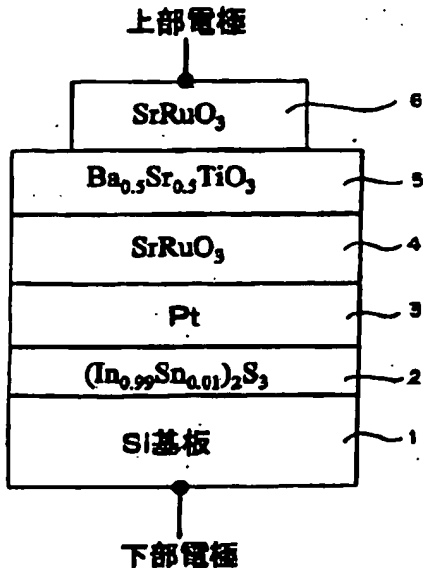 上部電極
SrRuO₃ 6
Ba₀.₅Sr₀.₅TiO₃ 5
SrRuO₃ 4
Pt 3
(In₀.₉₉Sn₀.₀₁)₂S₃ 2
Si基板 1
下部電極